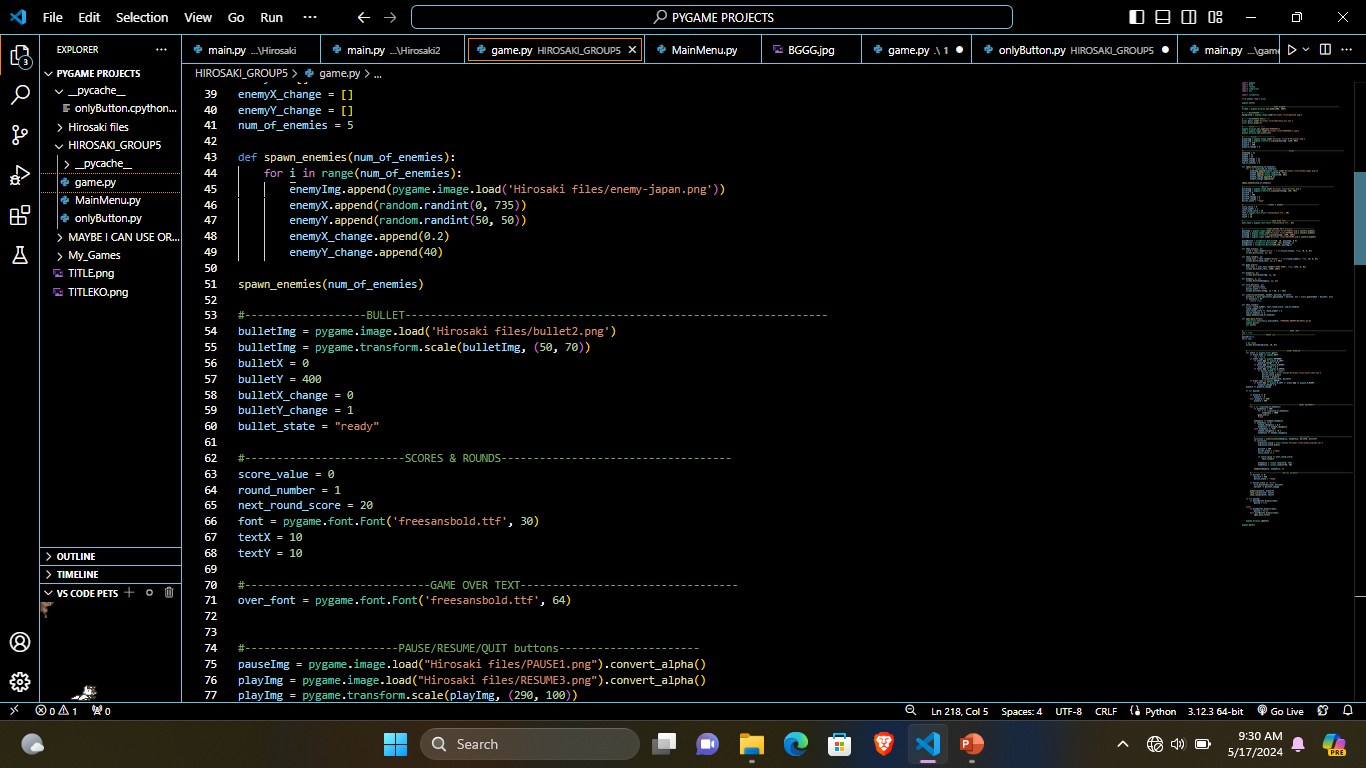 File Edit Selection View Go Run ··· PYGAME PROJECTS
EXPLORER ···
main.py ...\Hirosaki main.py ...\Hirosaki2 game.py HIROSAKI_GROUP5 MainMenu.py BGGG.jpg game.py .\ 1 onlyButton.py HIROSAKI_GROUP5 main.py ...\game
HIROSAKI_GROUP5 > game.py > ...
PYGAME PROJECTS
__pycache__
onlyButton.cpython...
Hirosaki files
HIROSAKI_GROUP5
__pycache__
game.py
MainMenu.py
onlyButton.py
MAYBE I CAN USE OR...
My_Games
TITLE.png
TITLEKO.png
OUTLINE
TIMELINE
VS CODE PETS
3
39 enemyX_change = []
40 enemyY_change = []
41 num_of_enemies = 5
42
43 def spawn_enemies(num_of_enemies):
44 for i in range(num_of_enemies):
45 enemyImg.append(pygame.image.load('Hirosaki files/enemy-japan.png'))
46 enemyX.append(random.randint(0, 735))
47 enemyY.append(random.randint(50, 50))
48 enemyX_change.append(0.2)
49 enemyY_change.append(40)
50
51 spawn_enemies(num_of_enemies)
52
53 #-------------------BULLET------------------------------------------------------------------
54 bulletImg = pygame.image.load('Hirosaki files/bullet2.png')
55 bulletImg = pygame.transform.scale(bulletImg, (50, 70))
56 bulletX = 0
57 bulletY = 400
58 bulletX_change = 0
59 bulletY_change = 1
60 bullet_state = "ready"
61
62 #-------------------------SCORES & ROUNDS------------------------------------
63 score_value = 0
64 round_number = 1
65 next_round_score = 20
66 font = pygame.font.Font('freesansbold.ttf', 30)
67 textX = 10
68 textY = 10
69
70 #-----------------------------GAME OVER TEXT----------------------------------
71 over_font = pygame.font.Font('freesansbold.ttf', 64)
72
73
74 #------------------------PAUSE/RESUME/QUIT buttons----------------------
75 pauseImg = pygame.image.load("Hirosaki files/PAUSE1.png").convert_alpha()
76 playImg = pygame.image.load("Hirosaki files/RESUME3.png").convert_alpha()
77 playImg = pygame.transform.scale(playImg, (290, 100))
0 1 0 Ln 218, Col 5 Spaces: 4 UTF-8 CRLF Python 3.12.3 64-bit Go Live
Search 9:30 AM
5/17/2024
PRE